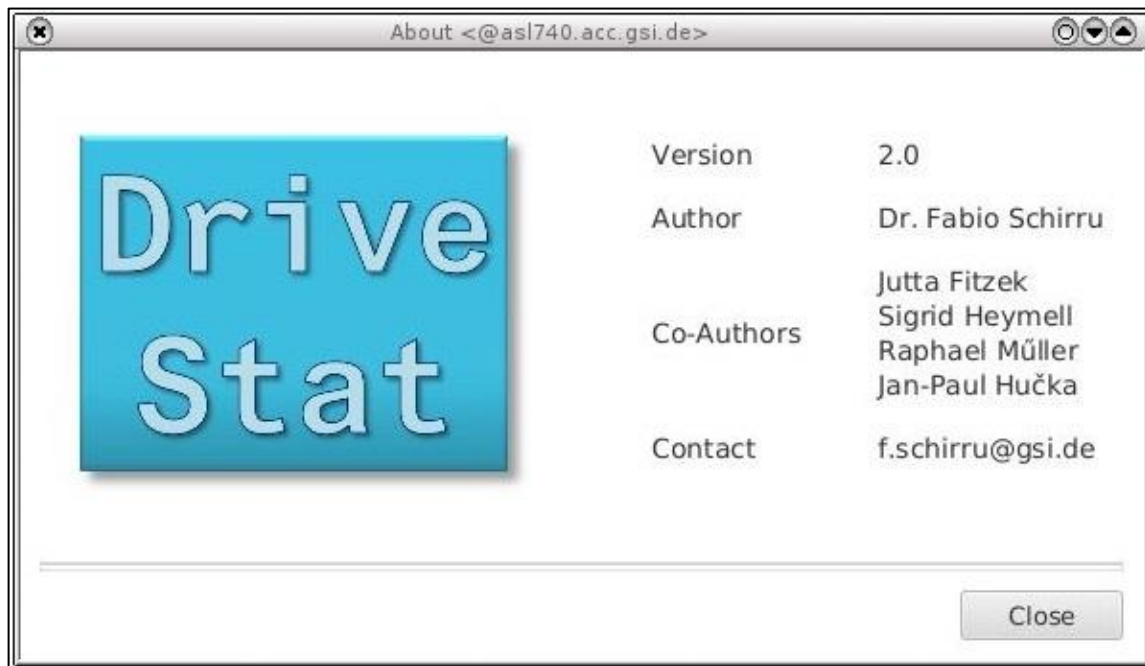 About <@asl740.acc.gsi.de>
Drive
Stat
Version 2.0
Author Dr. Fabio Schirru
Co-Authors
Jutta Fitzek
Sigrid Heymell
Raphael Műller
Jan-Paul Hučka
Contact f.schirru@gsi.de
Close